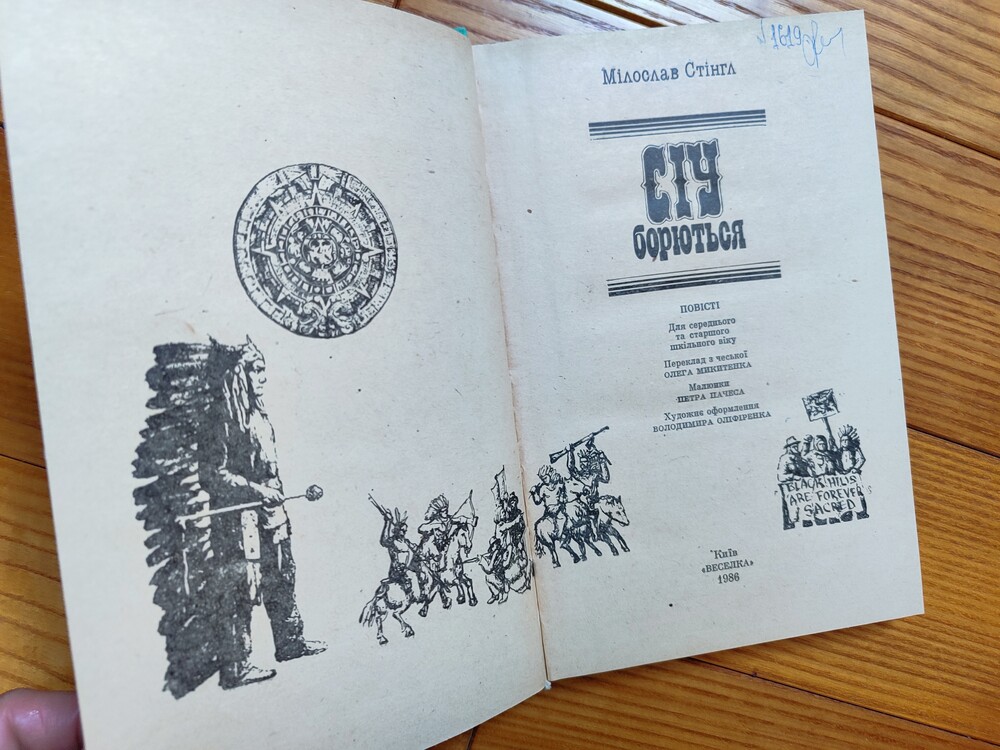 1619
Мілослав Стінгл
СІУ
борються
ПОВІСТІ
Для середнього
та старшого
шкільного віку
Переклад з чеської
ОЛЕГА МИКИТЕНКА
Малюнки
ПЕТРА ПАЧЕСА
Художнє оформлення
ВОЛОДИМИРА ОЛІФІРЕНКА
BLACK HILLS
ARE FOREVER
SACRED
Київ
«ВЕСЕЛКА»
1986